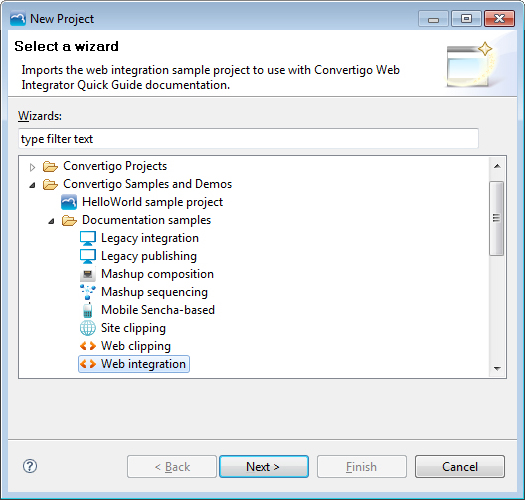 New Project
Select a wizard
Imports the web integration sample project to use with Convertigo Web
Integrator Quick Guide documentation.
Wizards:
type filter text
Convertigo Projects
Convertigo Samples and Demos
HelloWorld sample project
Documentation samples
Legacy integration
Legacy publishing
Mashup composition
Mashup sequencing
Mobile Sencha-based
Site clipping
Web clipping
Web integration
? < Back Next > Finish Cancel